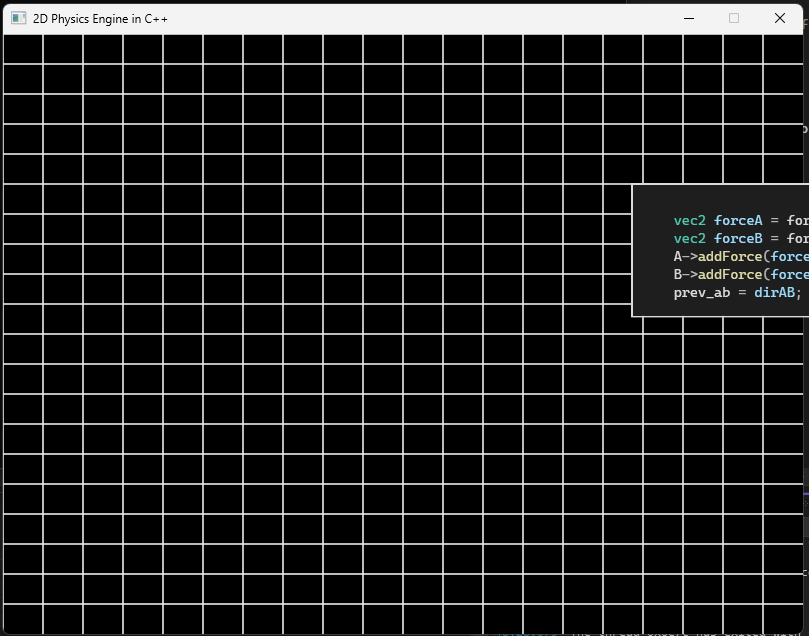 2D Physics Engine in C++
vec2 forceA = for
vec2 forceB = for
A->addForce(force
B->addForce(force
prev_ab = dirAB;